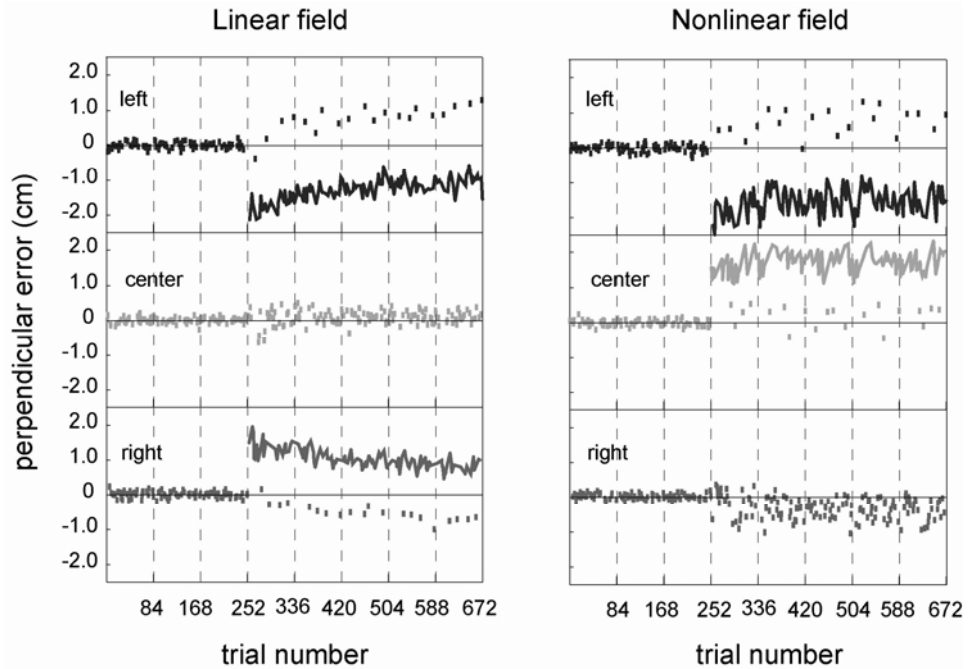 Linear field
Nonlinear field
perpendicular error (cm)
2.0
1.0
0
-1.0
-2.0
left
2.0
1.0
0
-1.0
-2.0
center
2.0
1.0
0
-1.0
-2.0
right
84 168 252 336 420 504 588 672
trial number
left
center
right
84 168 252 336 420 504 588 672
trial number